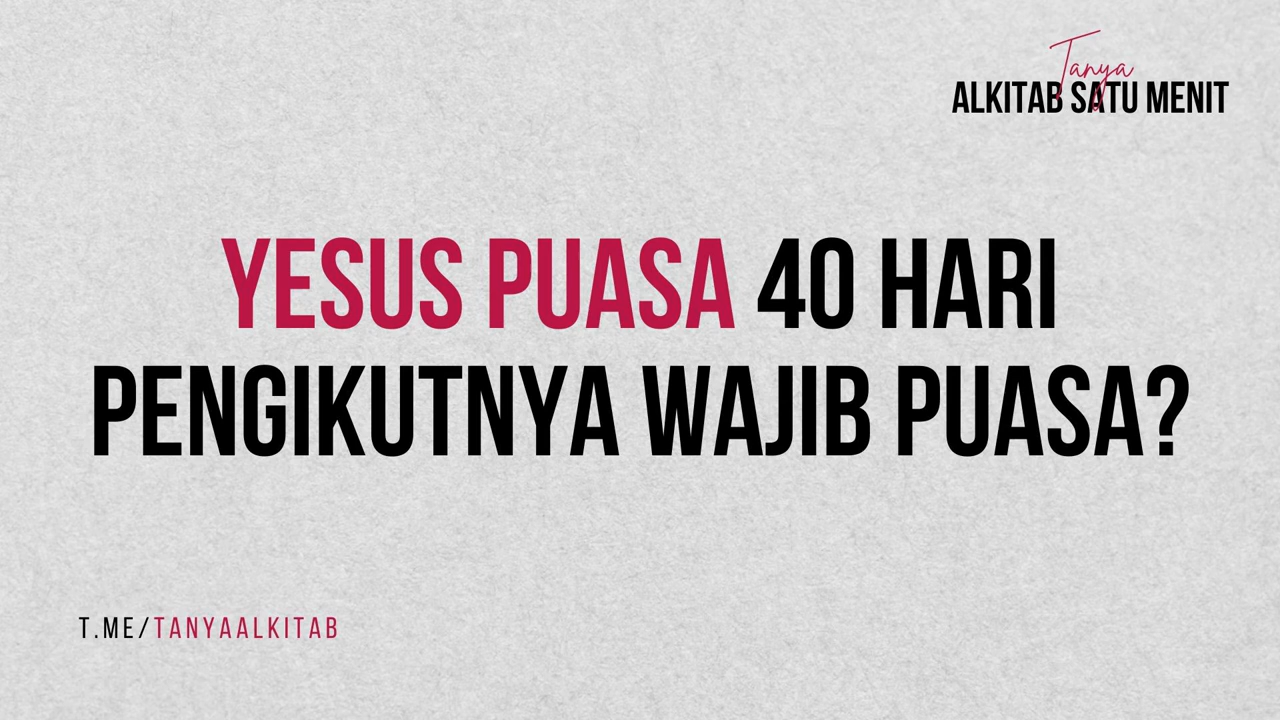 Tanya
ALKITAB SATU MENIT
YESUS PUASA 40 HARI
PENGIKUTNYA WAJIB PUASA?
T.ME/TANYAALKITAB